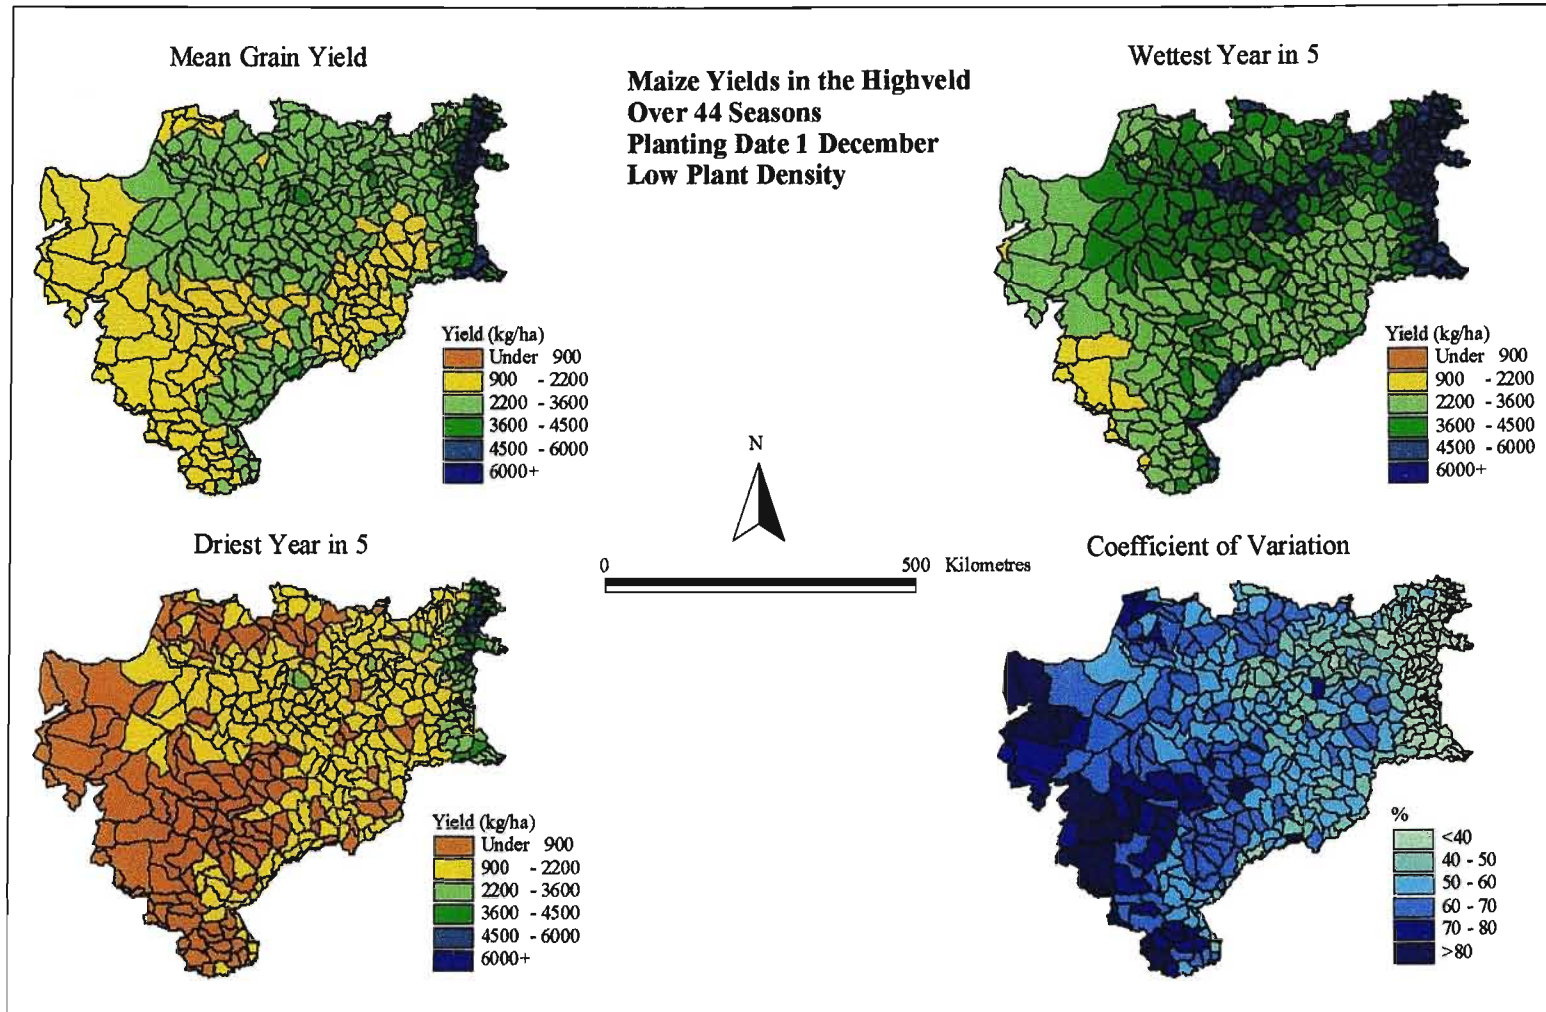 Mean Grain Yield
Maize Yields in the Highveld
Over 44 Seasons
Planting Date 1 December
Low Plant Density
Wettest Year in 5
Yield (kg/ha)
Under 900
900 - 2200
2200 - 3600
3600 - 4500
4500 - 6000
6000+
Yield (kg/ha)
Under 900
900 - 2200
2200 - 3600
3600 - 4500
4500 - 6000
6000+
N
0 500 Kilometres
Driest Year in 5
Coefficient of Variation
Yield (kg/ha)
Under 900
900 - 2200
2200 - 3600
3600 - 4500
4500 - 6000
6000+
%
<40
40 - 50
50 - 60
60 - 70
70 - 80
>80